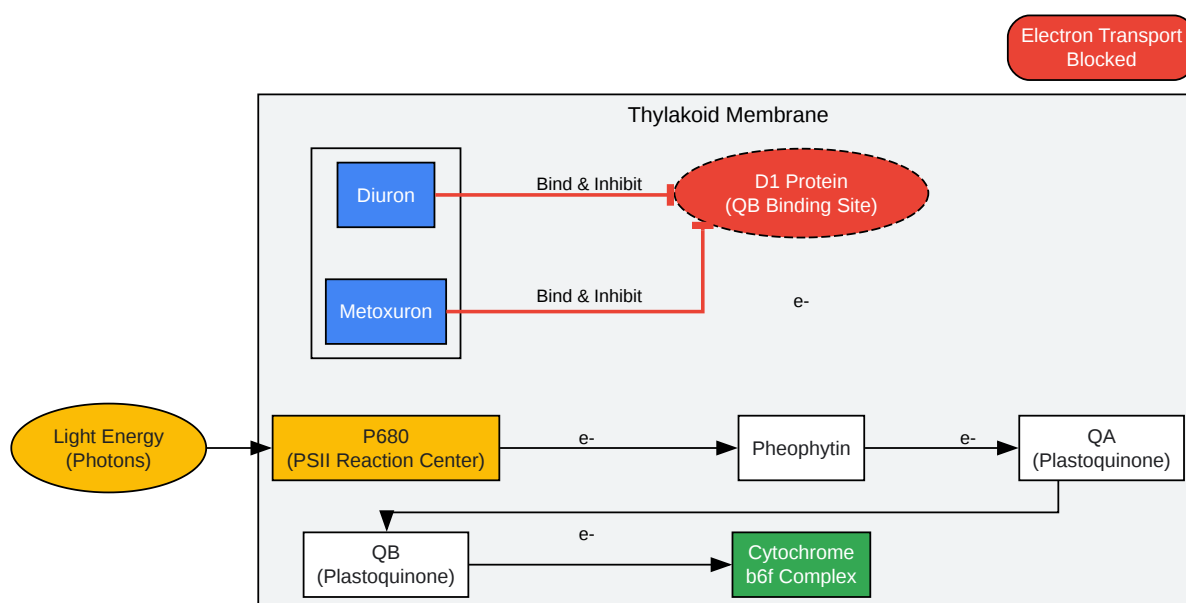 Electron Transport
Blocked
Thylakoid Membrane
Diuron
Bind & Inhibit
D1 Protein
(QB Binding Site)
Metoxuron
Bind & Inhibit
e-
Light Energy
(Photons)
P680
(PSII Reaction Center)
e-
Pheophytin
e-
QA
(Plastoquinone)
QB
(Plastoquinone)
e-
Cytochrome
b6f Complex